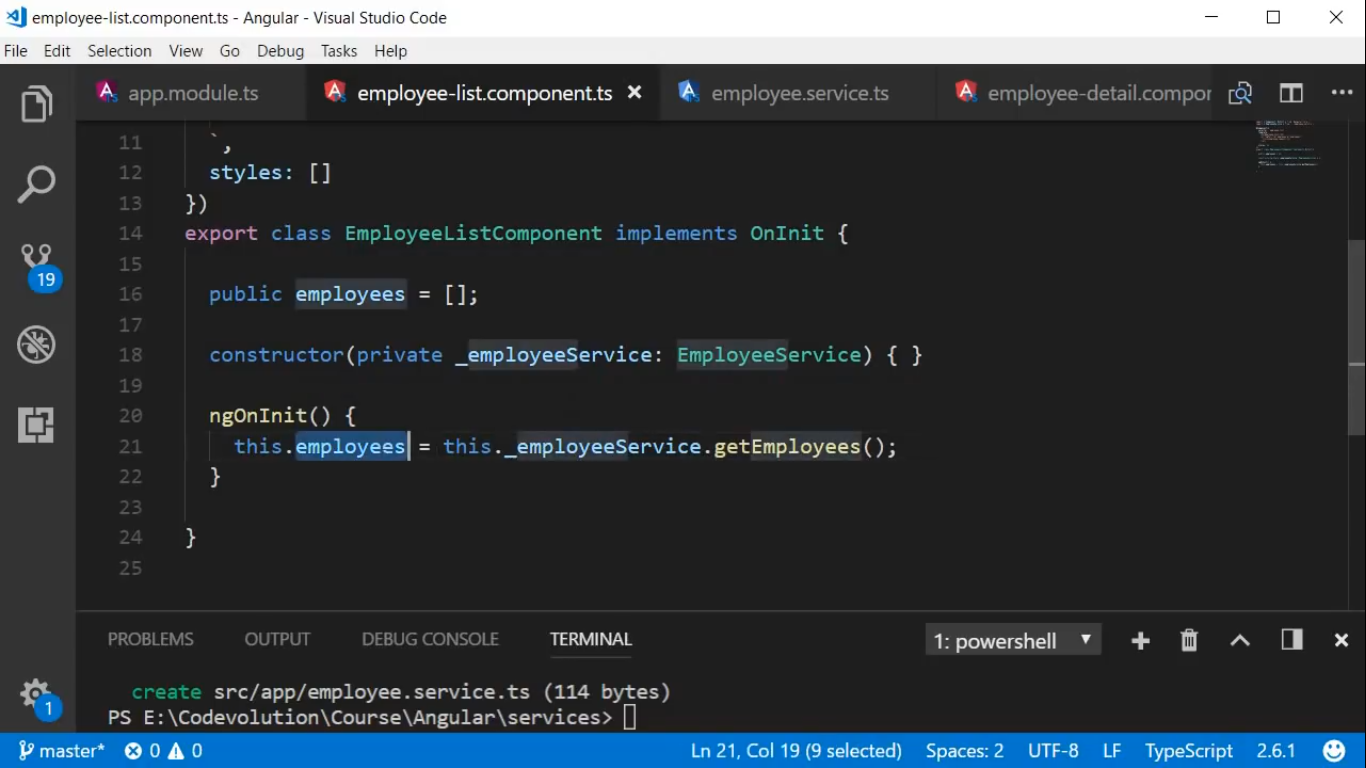 employee-list.component.ts - Angular - Visual Studio Code
File Edit Selection View Go Debug Tasks Help
app.module.ts employee-list.component.ts employee.service.ts employee-detail.compor
11 `,
12 styles: []
13 })
14 export class EmployeeListComponent implements OnInit {
15
16 public employees = [];
17
18 constructor(private _employeeService: EmployeeService) { }
19
20 ngOnInit() {
21 this.employees = this._employeeService.getEmployees();
22 }
23
24 }
25
19
PROBLEMS OUTPUT DEBUG CONSOLE TERMINAL 1: powershell
create src/app/employee.service.ts (114 bytes)
PS E:\Codevolution\Course\Angular\services>
1
master* 0 0 Ln 21, Col 19 (9 selected) Spaces: 2 UTF-8 LF TypeScript 2.6.1